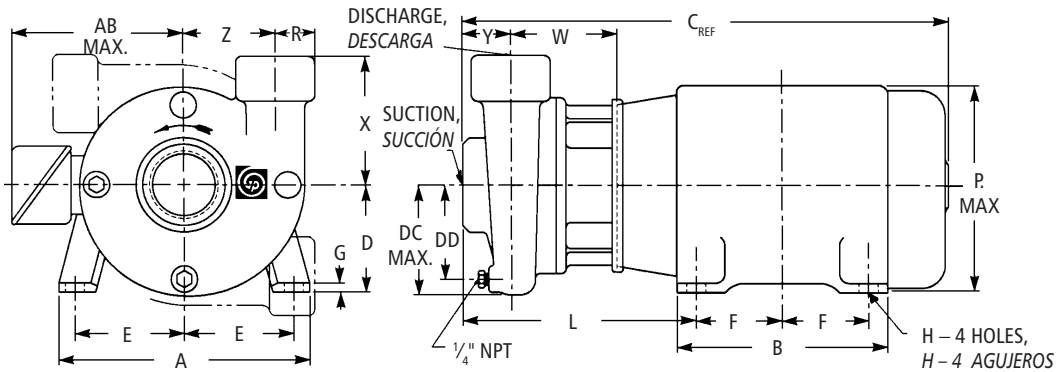 AB
MAX.
Z
R
X
D
G
E
E
A
DISCHARGE,
DESCARGA
C REF
Y
W
SUCTION,
SUCCIÓN
DC
MAX.
DD
P.
MAX
L
F
F
B
¼" NPT
H – 4 HOLES,
H – 4 AGUJEROS